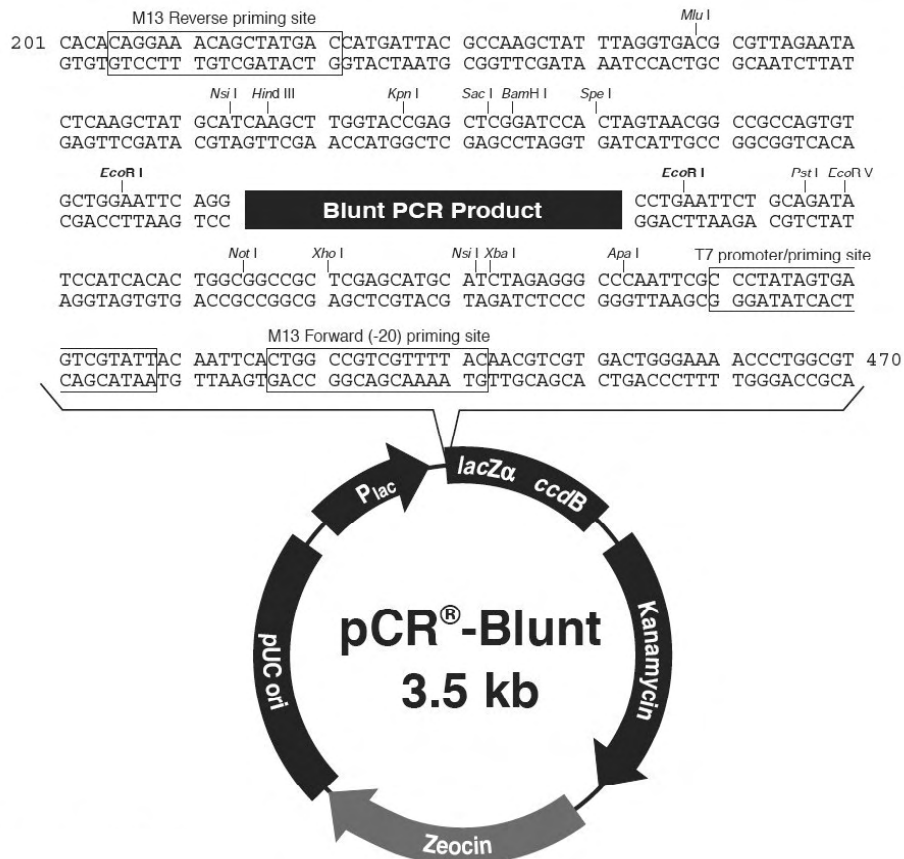 M13 Reverse priming site
Mlu I
201 CACACAGGAA ACAGCTATGAC CATGATTAC GCCAAGCTAT TTAGGTGACG CGTTAGAATA
GTGTGTCCTT TGTCGATACTG GTACTAATG CGGTTCGATA AATCCACTGC GCAATCTTAT
Nsi I Hind III Kpn I Sac I BamH I Spe I
CTCAAGCTAT GCATCAAGCT TGGTACCGAG CTCGGATCCA CTAGTAACGG CCGCCAGTGT
GAGTTCGATA CGTAGTTCGA ACCATGGCTC GAGCCTAGGT GATCATTGCC GGCGGTCACA
EcoR I EcoR I Pst I EcoR V
GCTGGAATTC AGG Blunt PCR Product CCTGAATTCT GCAGATA
CGACCTTAAG TCC GGACTTAAGA CGTCTAT
Not I Xho I Nsi I Xba I Apa I T7 promoter/priming site
TCCATCACAC TGGCGGCCGC TCGAGCATGC ATCTAGAGGG CCCAATTCGC CCTATAGTGA
AGGTAGTGTG ACCGCCGGCG AGCTCGTACG TAGATCTCCC GGGTTAAGCG GGATATCACT
M13 Forward (-20) priming site
GTCGTATTAC AATTCACTGG CCGTCGTTTT ACAACGTCGT GACTGGGAAA ACCCTGGCGT 470
CAGCATAATG TTAAGTGACC GGCAGCAAAA TGTTGCAGCA CTGACCCTTT TGGGACCGCA
Plac
lacZα ccdB
Kanamycin
pUC ori
pCR®-Blunt
3.5 kb
Zeocin